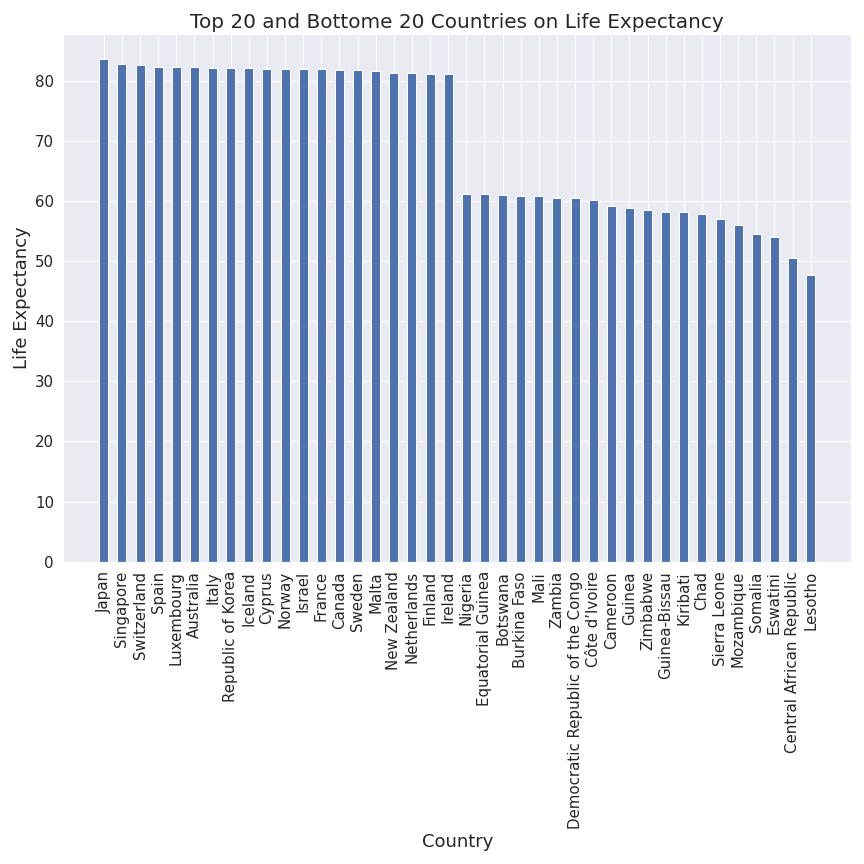 Top 20 and Bottome 20 Countries on Life Expectancy
Life Expectancy
80
70
60
50
40
30
20
10
0
Japan
Singapore
Switzerland
Spain
Luxembourg
Australia
Italy
Republic of Korea
Iceland
Cyprus
Norway
Israel
France
Canada
Sweden
Malta
New Zealand
Netherlands
Finland
Ireland
Nigeria
Equatorial Guinea
Botswana
Burkina Faso
Mali
Zambia
Democratic Republic of the Congo
Côte d'Ivoire
Cameroon
Guinea
Zimbabwe
Guinea-Bissau
Kiribati
Chad
Sierra Leone
Mozambique
Somalia
Eswatini
Central African Republic
Lesotho
Country